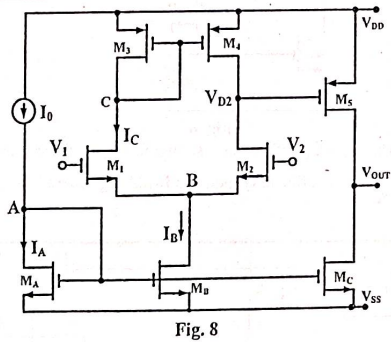 V_DD
M_3
M_4
I_0
C
V_D2
M_5
I_C
V_1
V_2
M_1
M_2
V_OUT
A
B
I_A
I_B
M_A
M_B
M_C
V_SS
Fig. 8